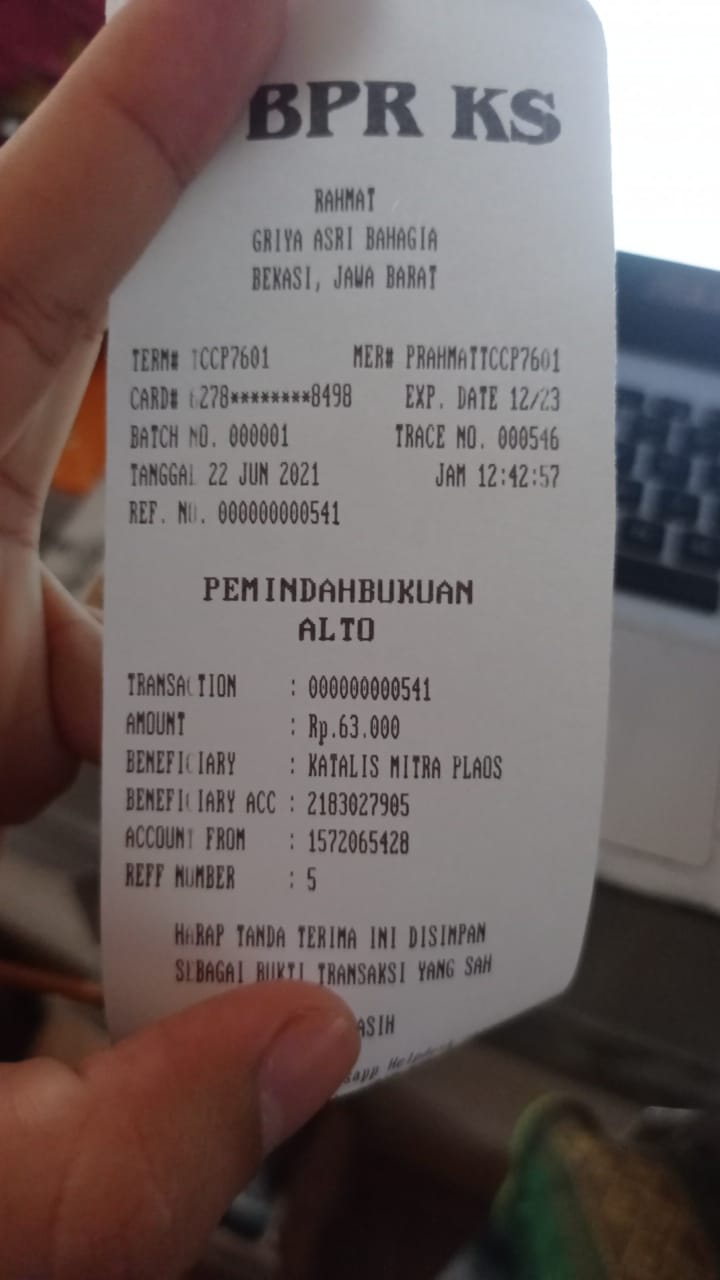 BPR KS
RAHMAT
GRIYA ASRI BAHAGIA
BEKASI, JAWA BARAT
TERM# TCCP7601 MER# PRAHMATTCCP7601
CARD# 6278********8498 EXP. DATE 12/23
BATCH NO. 000001 TRACE NO. 000546
TANGGAL 22 JUN 2021 JAM 12:42:57
REF. NO. 000000000541
PEMINDAHBUKUAN
ALTO
TRANSACTION : 000000000541
AMOUNT : Rp.63.000
BENEFICIARY : KATALIS MITRA PLAOS
BENEFICIARY ACC : 2183027905
ACCOUNT FROM : 1572065428
REFF NUMBER : 5
HARAP TANDA TERIMA INI DISIMPAN
SEBAGAI BUKTI TRANSAKSI YANG SAH
ASIH